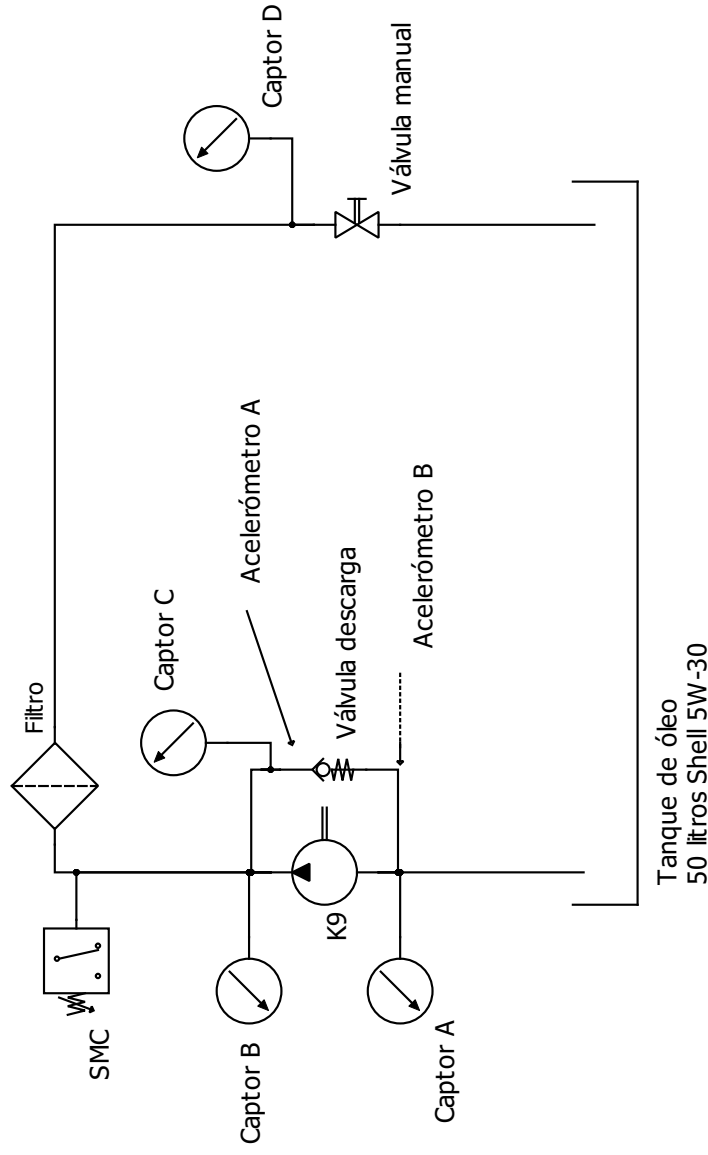 SMC
Filtro
Captor B
Captor C
Acelerómetro A
Captor D
K9
Válvula descarga
Captor A
Acelerómetro B
Válvula manual
Tanque de óleo
50 litros Shell 5W-30